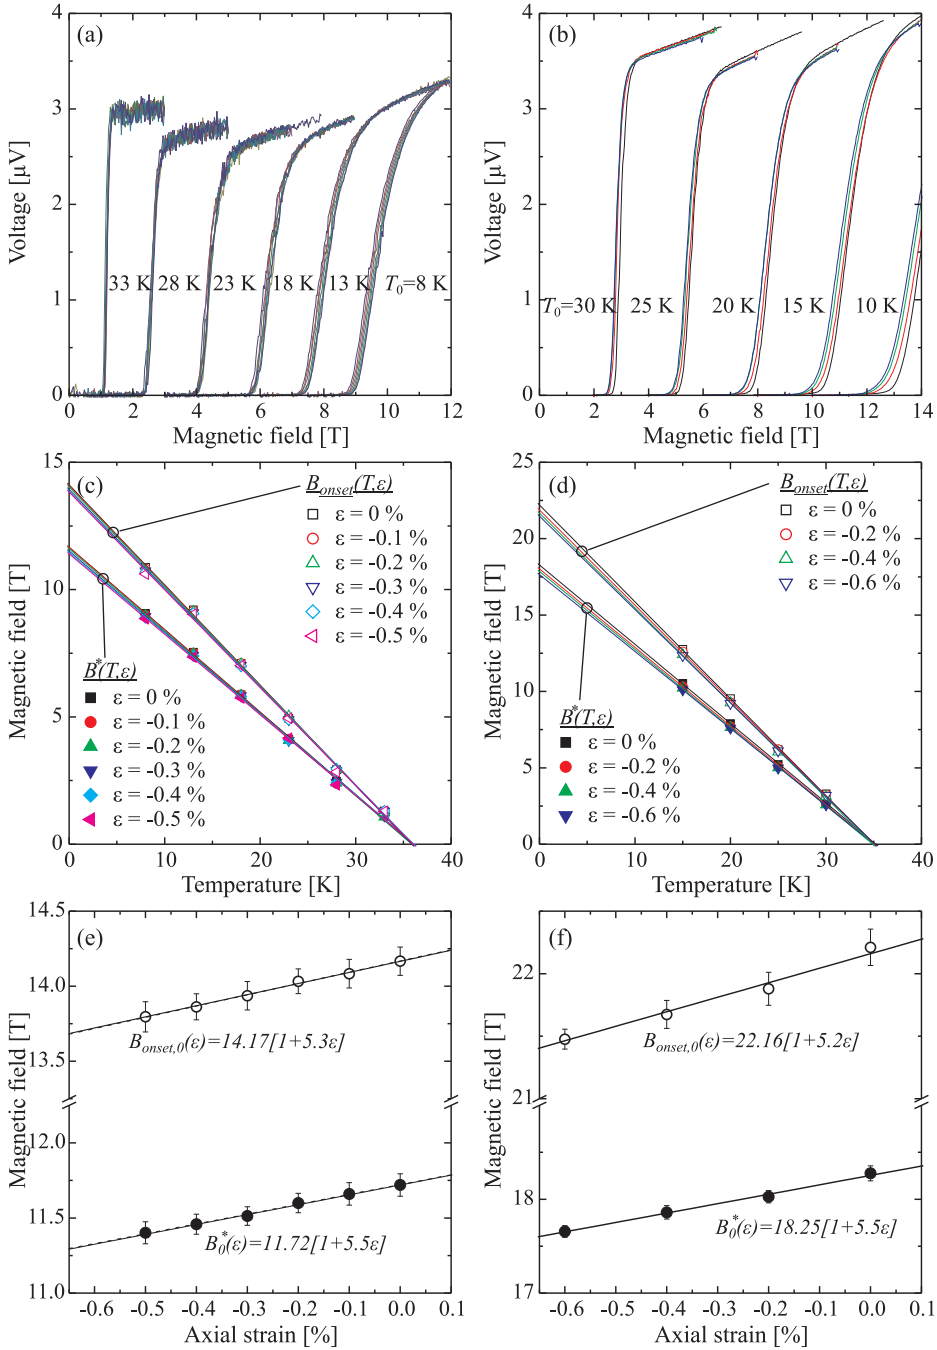 (a)
Voltage [μV]
4
3
2
1
0
33 K 28 K 23 K 18 K 13 K T₀=8 K
0 2 4 6 8 10 12
Magnetic field [T]
(b)
Voltage [μV]
4
3
2
1
0
T₀=30 K 25 K 20 K 15 K 10 K
0 2 4 6 8 10 12 14
Magnetic field [T]
(c)
Magnetic field [T]
15
10
5
0
B_onset(T,ε)
ε = 0 %
ε = -0.1 %
ε = -0.2 %
ε = -0.3 %
ε = -0.4 %
ε = -0.5 %
B*(T,ε)
ε = 0 %
ε = -0.1 %
ε = -0.2 %
ε = -0.3 %
ε = -0.4 %
ε = -0.5 %
0 10 20 30 40
Temperature [K]
(d)
Magnetic field [T]
25
20
15
10
5
0
B_onset(T,ε)
ε = 0 %
ε = -0.2 %
ε = -0.4 %
ε = -0.6 %
B*(T,ε)
ε = 0 %
ε = -0.2 %
ε = -0.4 %
ε = -0.6 %
0 10 20 30 40
Temperature [K]
(e)
Magnetic field [T]
14.5
14.0
13.5
12.0
11.5
11.0
B_onset,0(ε)=14.17[1+5.3ε]
B₀*(ε)=11.72[1+5.5ε]
-0.6 -0.5 -0.4 -0.3 -0.2 -0.1 0.0 0.1
Axial strain [%]
(f)
Magnetic field [T]
22
21
18
17
B_onset,0(ε)=22.16[1+5.2ε]
B₀*(ε)=18.25[1+5.5ε]
-0.6 -0.5 -0.4 -0.3 -0.2 -0.1 0.0 0.1
Axial strain [%]